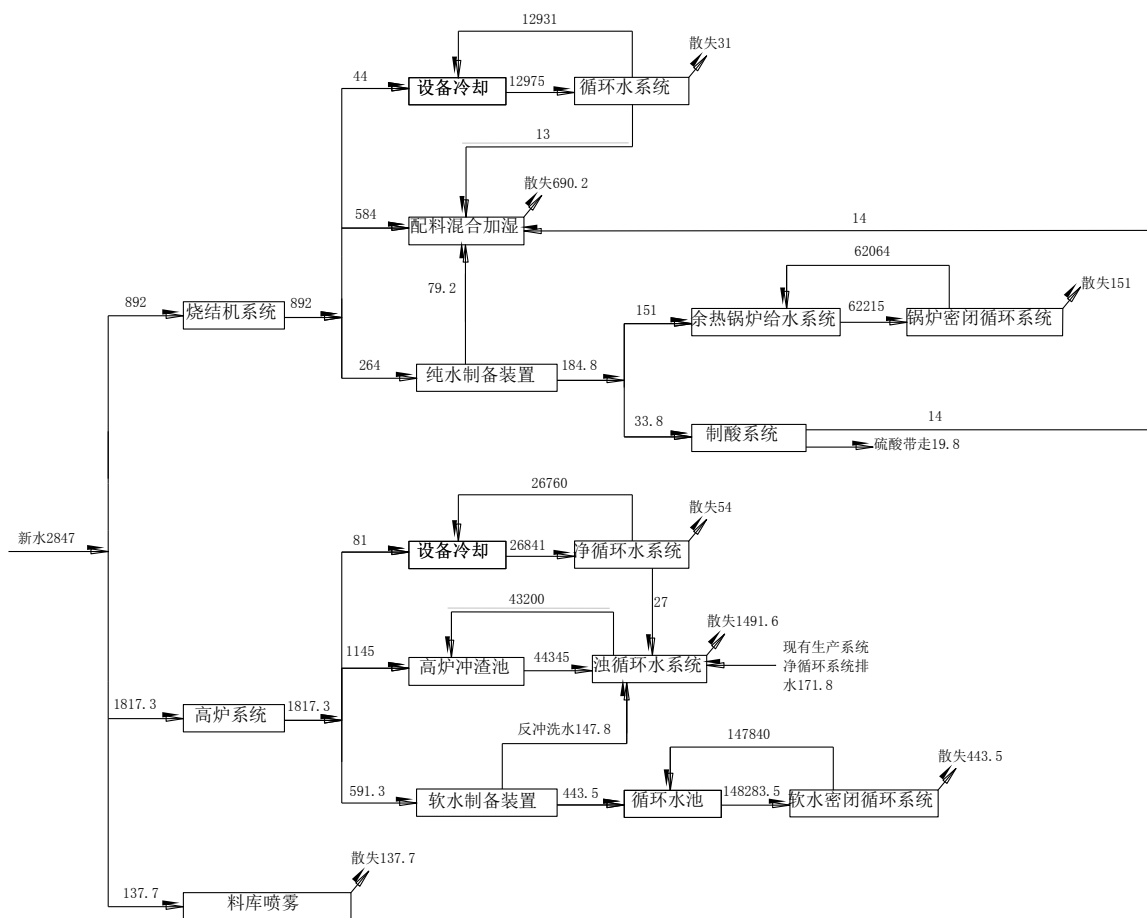 12931
散失31
44
设备冷却
12975
循环水系统
13
散失690.2
584
配料混合加湿
14
62064
79.2
散失151
892
烧结机系统
892
151
余热锅炉给水系统
62215
锅炉密闭循环系统
264
纯水制备装置
184.8
33.8
制酸系统
14
硫酸带走19.8
26760
散失54
新水2847
81
设备冷却
26841
净循环水系统
43200
27
散失1491.6
1145
高炉冲渣池
44345
浊循环水系统
现有生产系统
净循环系统排
水171.8
1817.3
高炉系统
1817.3
反冲洗水147.8
147840
散失443.5
591.3
软水制备装置
443.5
循环水池
148283.5
软水密闭循环系统
散失137.7
137.7
料库喷雾